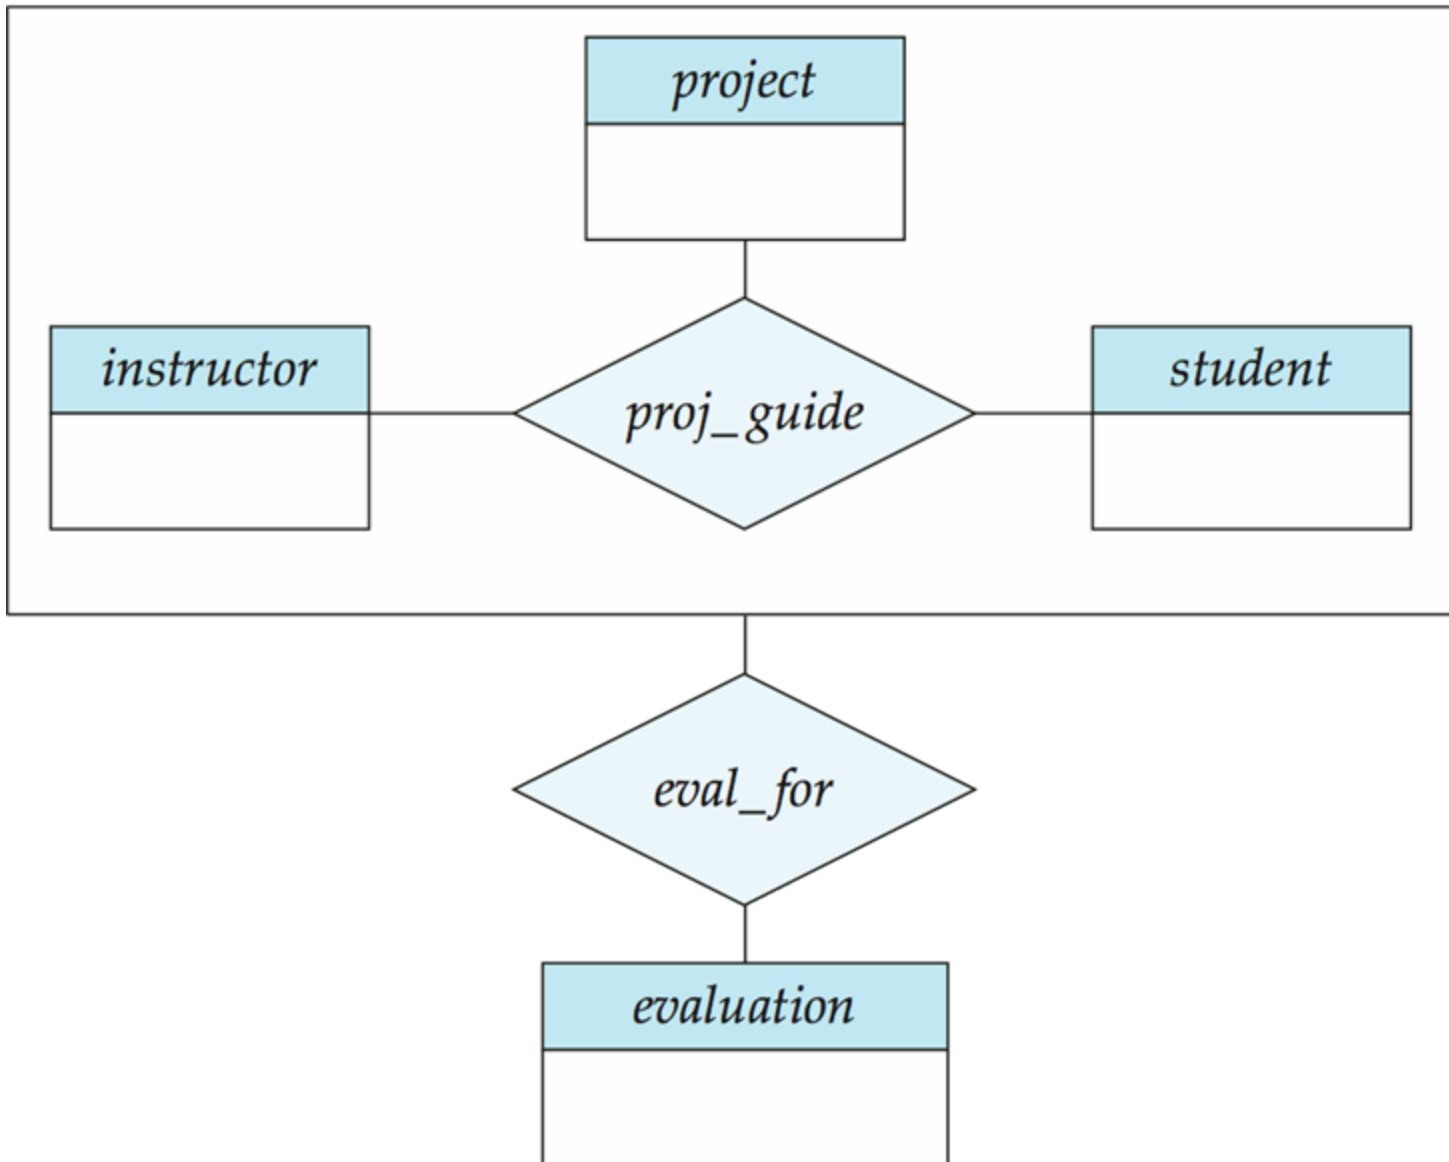 project
instructor
proj_guide
student
eval_for
evaluation